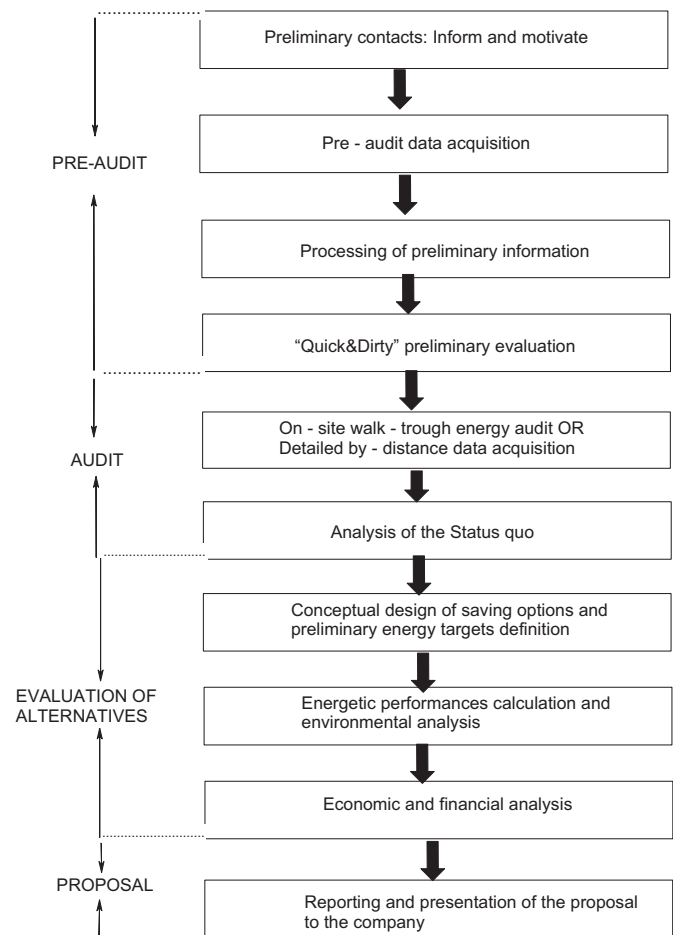 Preliminary contacts: Inform and motivate
Pre - audit data acquisition
PRE-AUDIT
Processing of preliminary information
“Quick&Dirty” preliminary evaluation
On - site walk - trough energy audit OR
Detailed by - distance data acquisition
AUDIT
Analysis of the Status quo
Conceptual design of saving options and
preliminary energy targets definition
EVALUATION OF
ALTERNATIVES
Energetic performances calculation and
environmental analysis
Economic and financial analysis
PROPOSAL
Reporting and presentation of the proposal
to the company